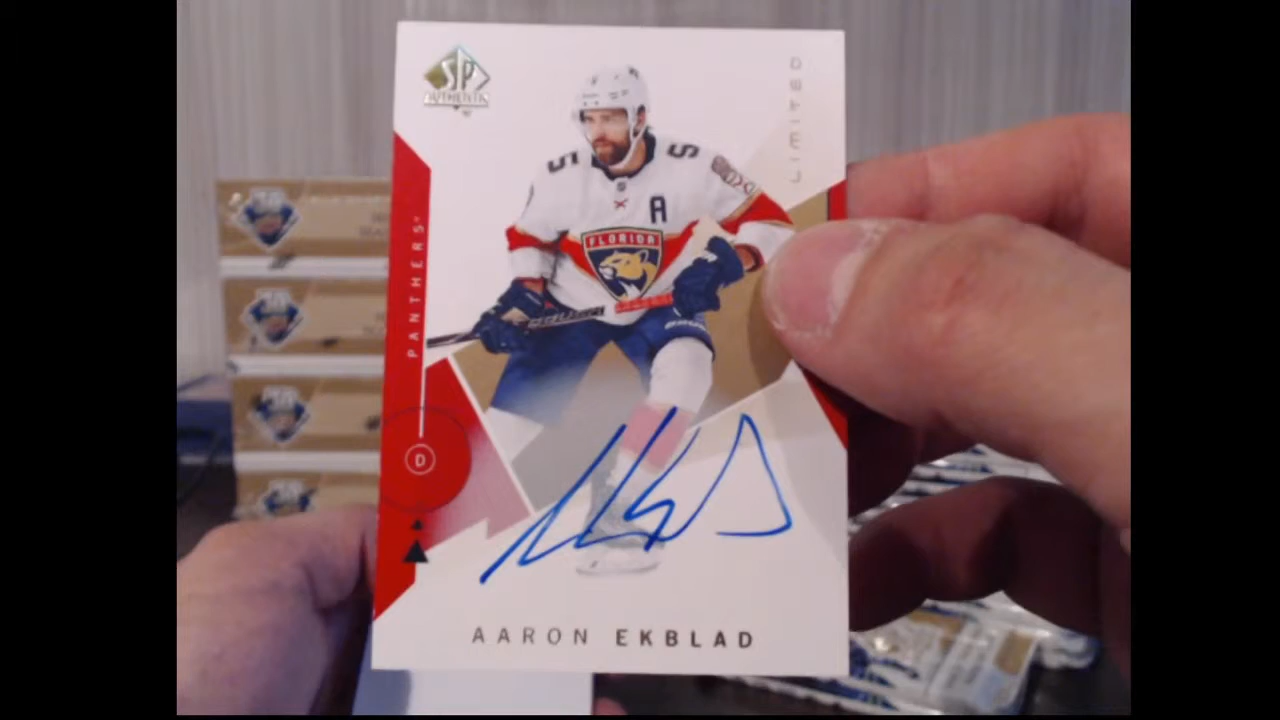 SP
AUTHENTIC
LIMITED
5
5
A
FLORIDA
PANTHERS
D
AARON EKBLAD